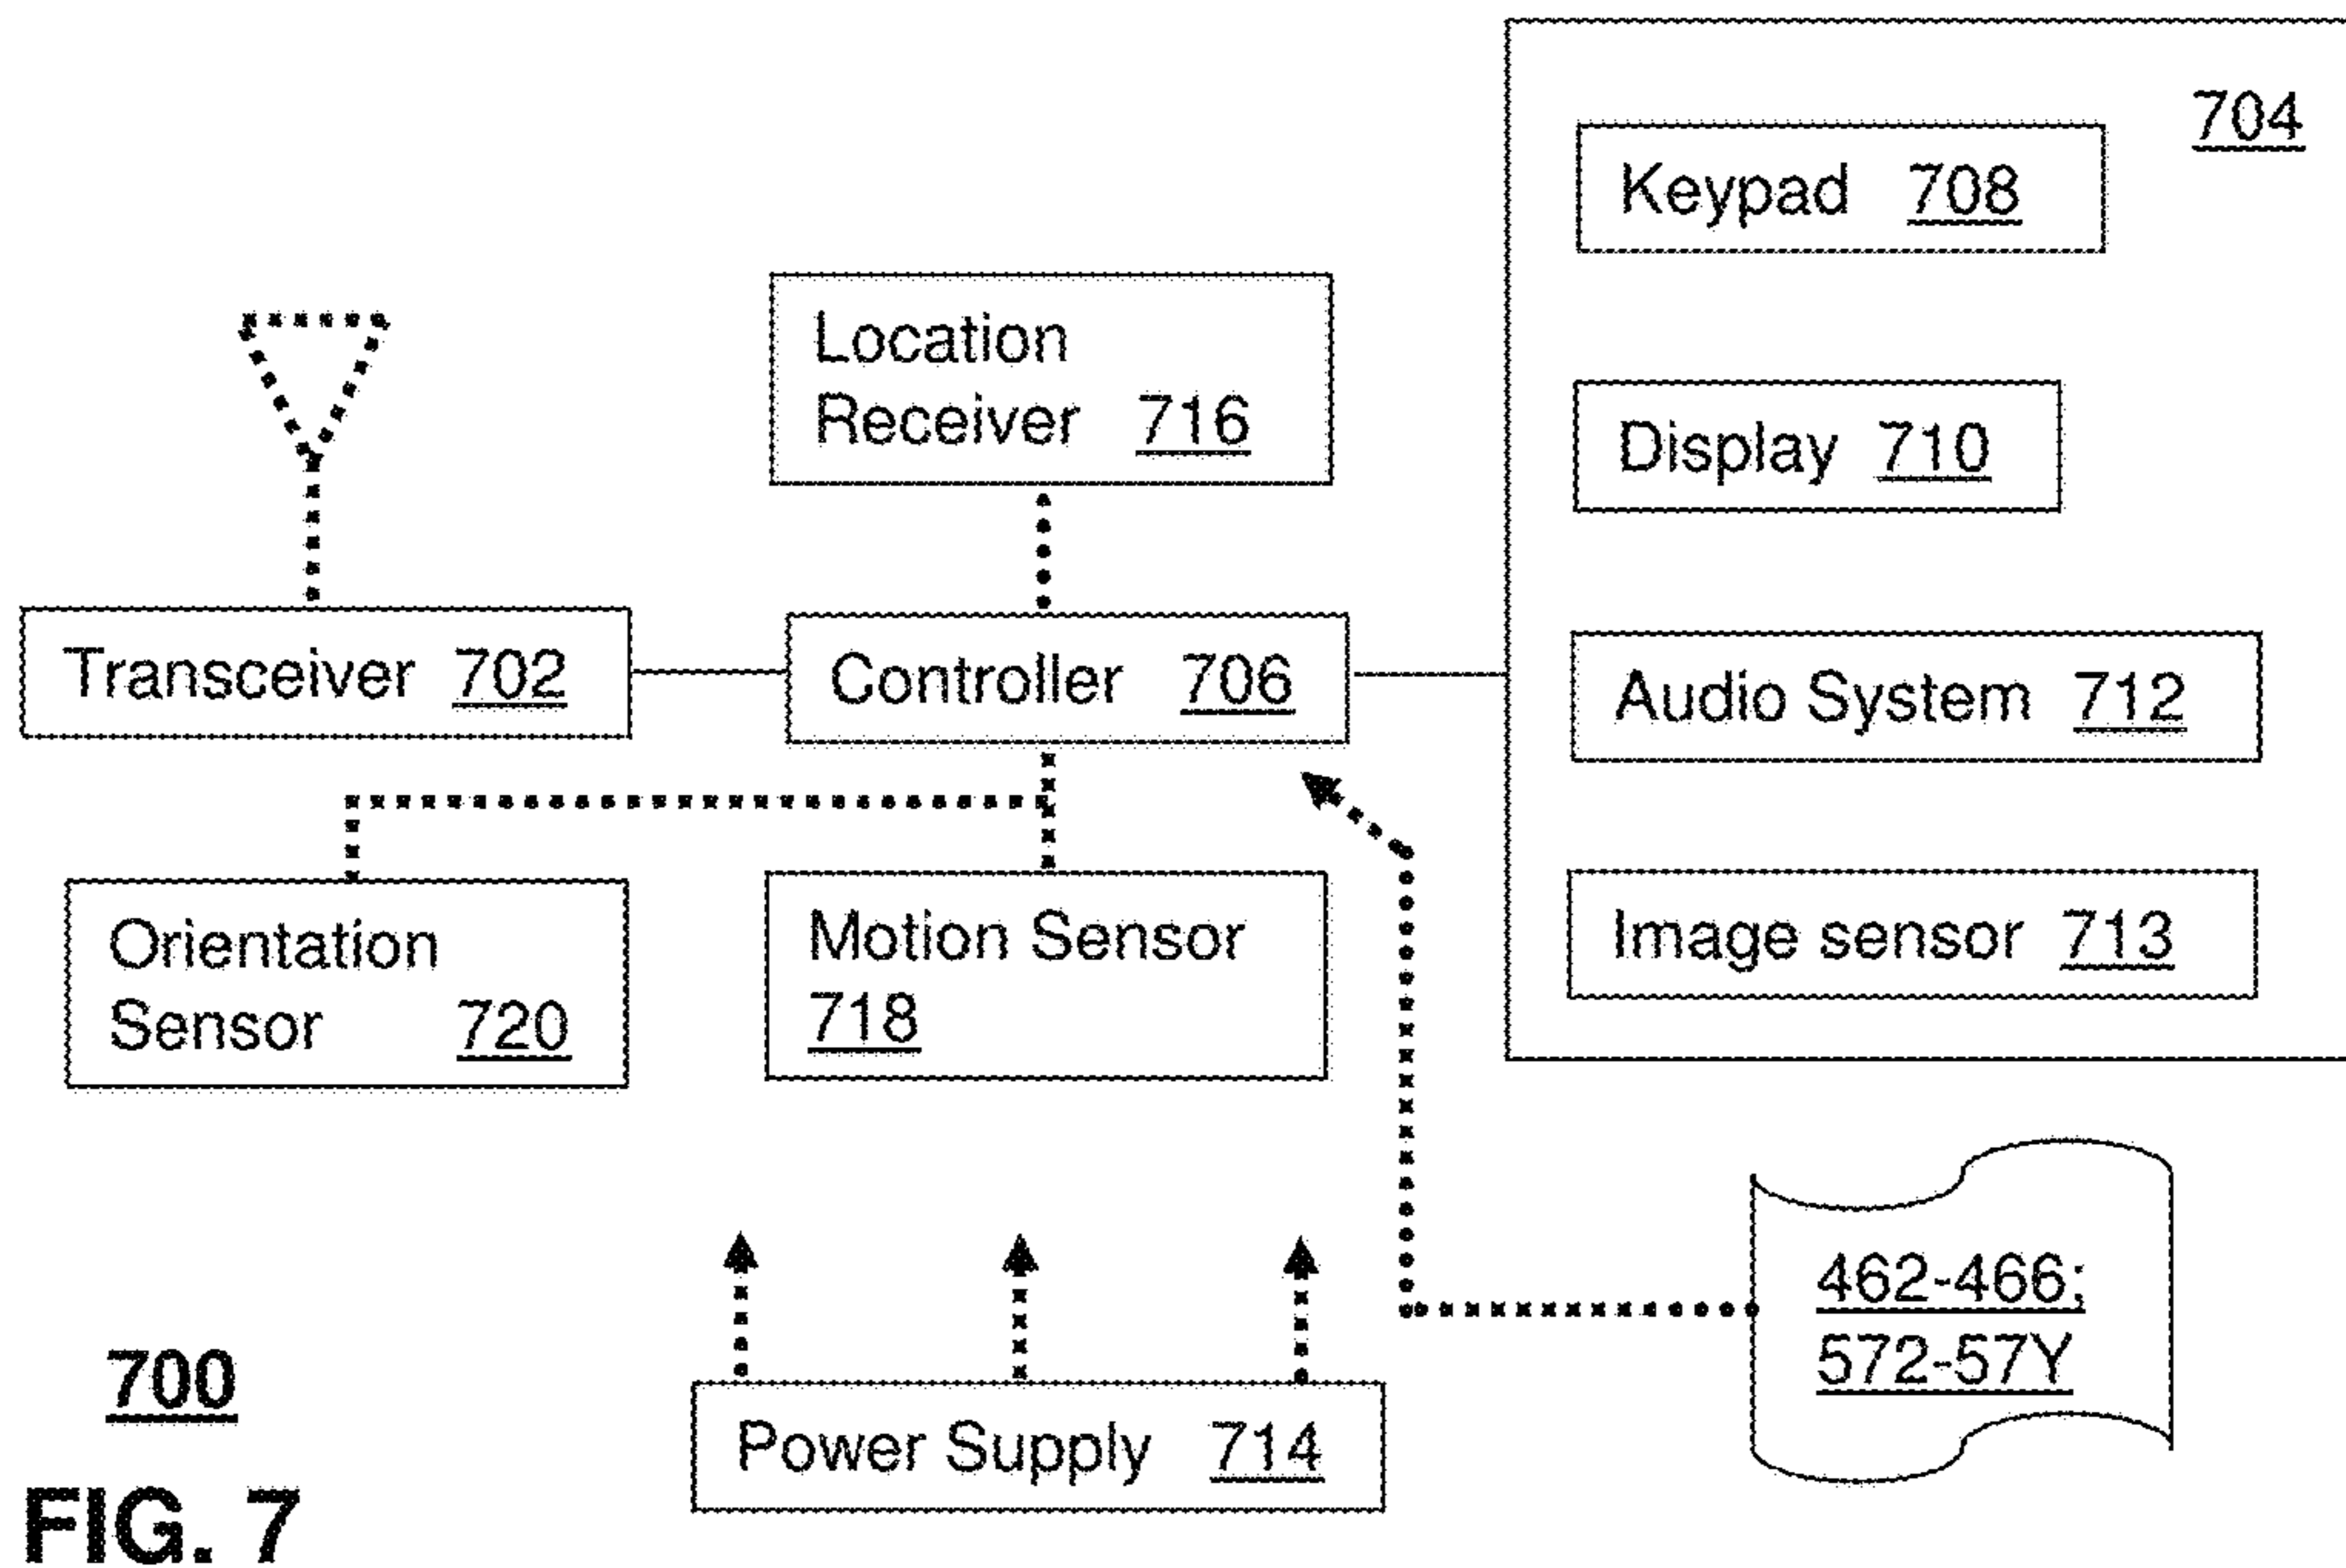 704
Keypad 708
Location
Receiver 716
Display 710
Transceiver 702
Controller 706
Audio System 712
Orientation
Sensor 720
Motion Sensor
718
Image sensor 713
462-466;
572-57Y
700
Power Supply 714
FIG. 7